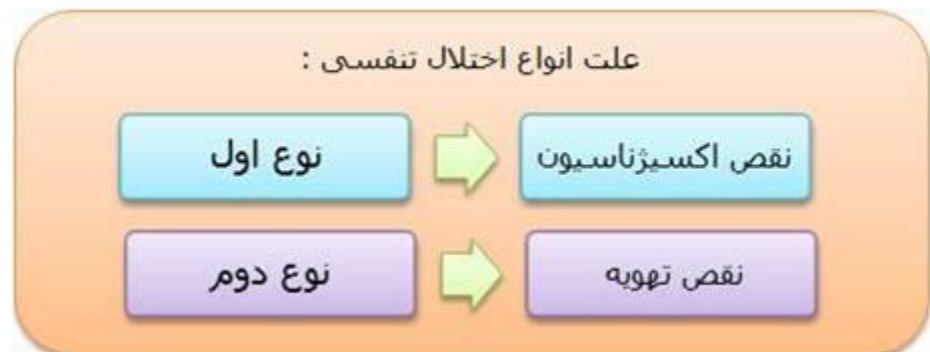 علت انواع اختلال تنفسی :
نوع اول
نقص اکسیژناسیون
نوع دوم
نقص تهویه